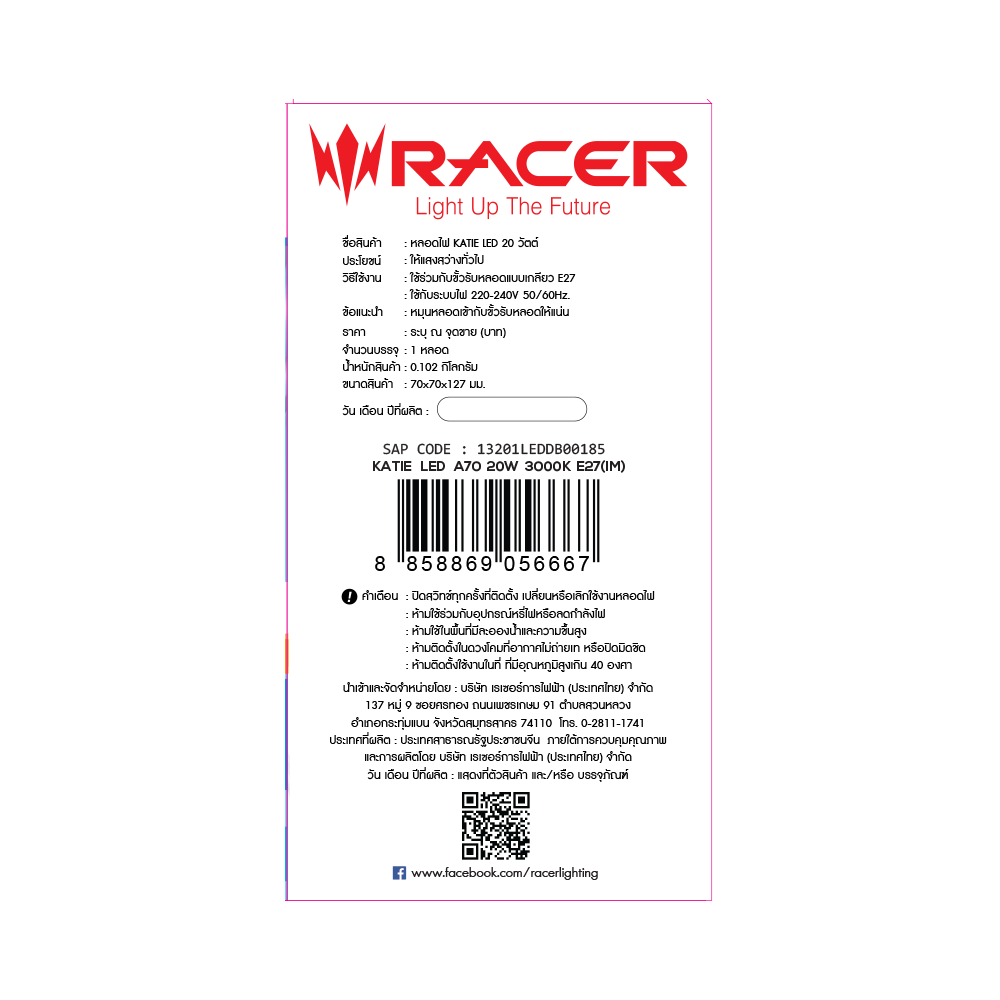 RACER
Light Up The Future
ชื่อสินค้า : หลอดไฟ KATIE LED 20 วัตต์
ประโยชน์ : ให้แสงสว่างทั่วไป
วิธีใช้งาน : ใช้ร่วมกับขั้วรับหลอดแบบเกลียว E27
: ใช้กับระบบไฟ 220-240V 50/60Hz.
ข้อแนะนำ : หมุนหลอดเข้ากับขั้วรับหลอดให้แน่น
ราคา : ระบุ ณ จุดขาย (บาท)
จำนวนบรรจุ : 1 หลอด
น้ำหนักสินค้า : 0.102 กิโลกรัม
ขนาดสินค้า : 70x70x127 มม.
วัน เดือน ปีที่ผลิต :
SAP CODE : 13201LEDDB00185
KATIE LED A70 20W 3000K E27(IM)
8 858869 056667
! คำเตือน : ปิดสวิทช์ทุกครั้งที่ติดตั้ง เปลี่ยนหรือเลิกใช้งานหลอดไฟ
: ห้ามใช้ร่วมกับอุปกรณ์หรี่ไฟหรือลดกำลังไฟ
: ห้ามใช้ในพื้นที่มีละอองน้ำและความชื้นสูง
: ห้ามติดตั้งในดวงโคมที่อากาศไม่ถ่ายเท หรือปิดมิดชิด
: ห้ามติดตั้งใช้งานในที่ ที่มีอุณหภูมิสูงเกิน 40 องศา
นำเข้าและจัดจำหน่ายโดย : บริษัท เรเซอร์การไฟฟ้า (ประเทศไทย) จำกัด
137 หมู่ 9 ซอยศรทอง ถนนเพชรเกษม 91 ตำบลสวนหลวง
อำเภอกระทุ่มแบน จังหวัดสมุทรสาคร 74110 โทร. 0-2811-1741
ประเทศที่ผลิต : ประเทศสาธารณรัฐประชาชนจีน ภายใต้การควบคุมคุณภาพ
และการผลิตโดย บริษัท เรเซอร์การไฟฟ้า (ประเทศไทย) จำกัด
วัน เดือน ปีที่ผลิต : แสดงที่ตัวสินค้า และ/หรือ บรรจุภัณฑ์
www.facebook.com/racerlighting